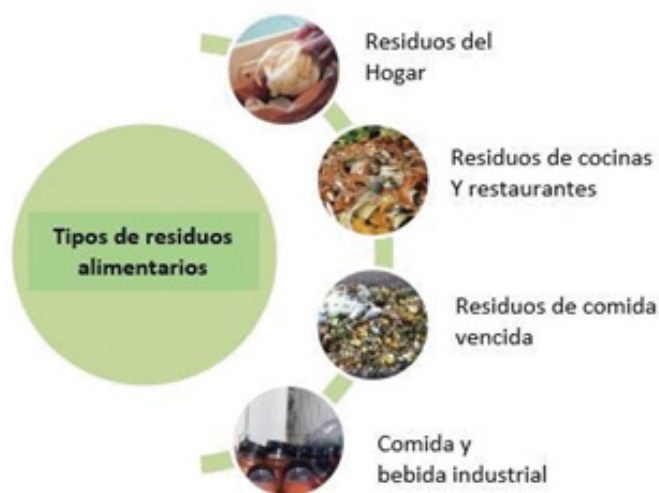 Residuos del
Hogar
Residuos de cocinas
Y restaurantes
Tipos de residuos
alimentarios
Residuos de comida
vencida
Comida y
bebida industrial